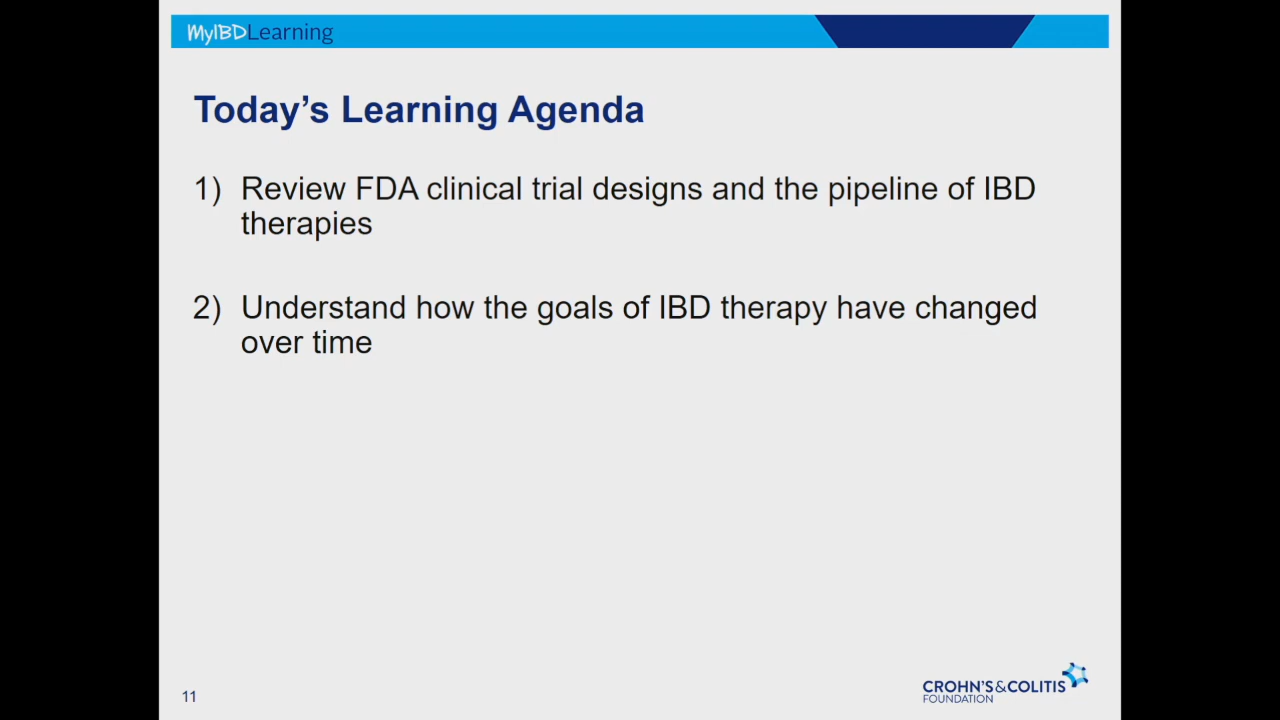 MyIBDLearning
Today’s Learning Agenda
1) Review FDA clinical trial designs and the pipeline of IBD
therapies
2) Understand how the goals of IBD therapy have changed
over time
11
CROHN’S&COLITIS
FOUNDATION